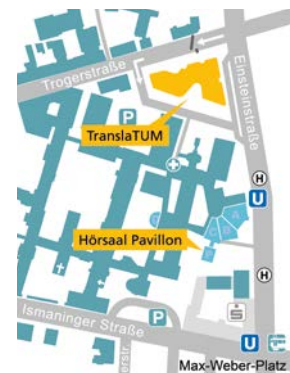 Trogerstraße
P
TranslaTUM
Einsteinstraße
H
U
A
B
C
Hörsaal Pavillon
H
S
P
Ismaninger Straße
U
Max-Weber-Platz